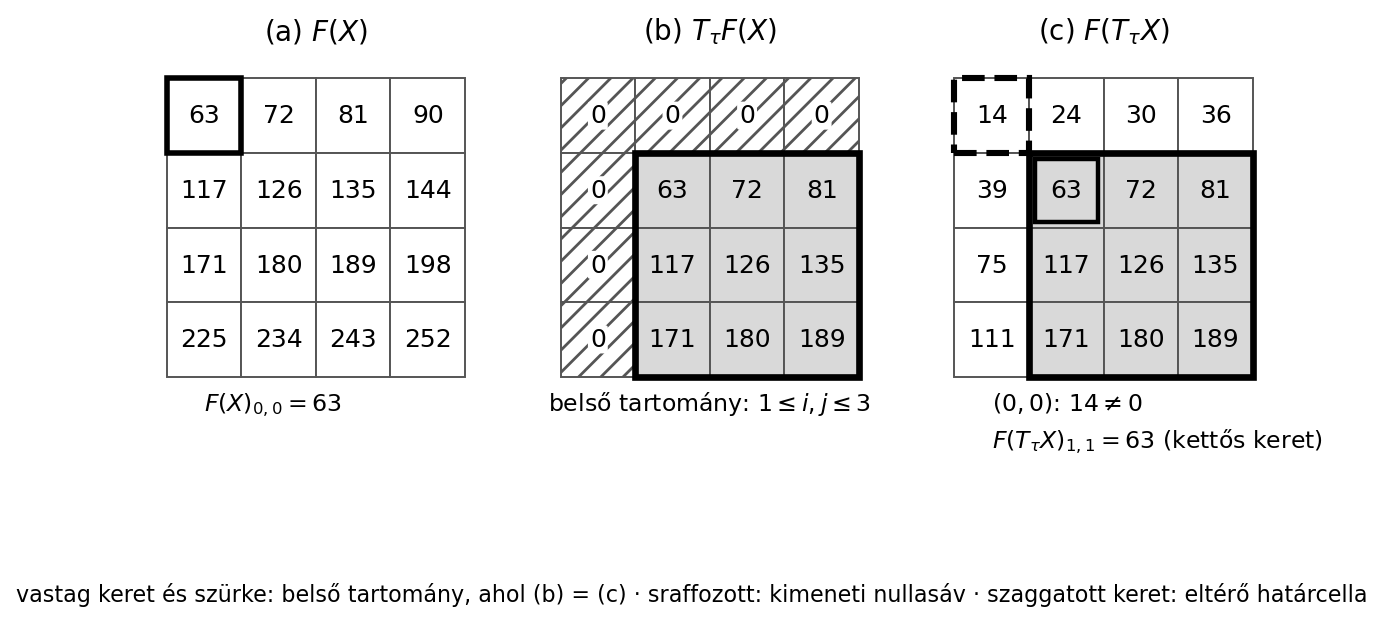 (a) F(X)
63 72 81 90
117 126 135 144
171 180 189 198
225 234 243 252
F(X)₀,₀ = 63
(b) T_τF(X)
0 0 0 0
0 63 72 81
0 117 126 135
0 171 180 189
belső tartomány: 1 ≤ i, j ≤ 3
(c) F(T_τX)
14 24 30 36
39 63 72 81
75 117 126 135
111 171 180 189
(0, 0): 14 ≠ 0
F(T_τX)₁,₁ = 63 (kettős keret)
vastag keret és szürke: belső tartomány, ahol (b) = (c) · sraffozott: kimeneti nullasáv · szaggatott keret: eltérő határcella